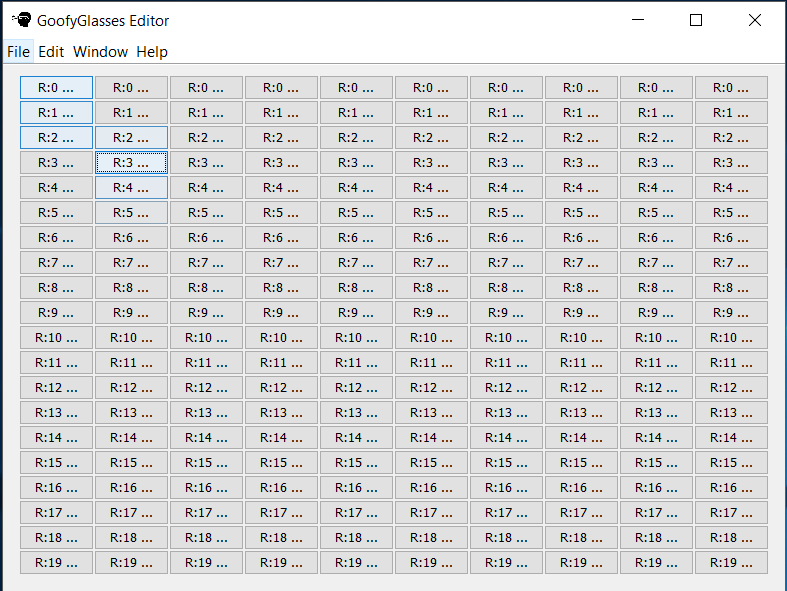 GoofyGlasses Editor
File Edit Window Help
R:0 ... R:0 ... R:0 ... R:0 ... R:0 ... R:0 ... R:0 ... R:0 ... R:0 ... R:0 ...
R:1 ... R:1 ... R:1 ... R:1 ... R:1 ... R:1 ... R:1 ... R:1 ... R:1 ... R:1 ...
R:2 ... R:2 ... R:2 ... R:2 ... R:2 ... R:2 ... R:2 ... R:2 ... R:2 ... R:2 ...
R:3 ... R:3 ... R:3 ... R:3 ... R:3 ... R:3 ... R:3 ... R:3 ... R:3 ... R:3 ...
R:4 ... R:4 ... R:4 ... R:4 ... R:4 ... R:4 ... R:4 ... R:4 ... R:4 ... R:4 ...
R:5 ... R:5 ... R:5 ... R:5 ... R:5 ... R:5 ... R:5 ... R:5 ... R:5 ... R:5 ...
R:6 ... R:6 ... R:6 ... R:6 ... R:6 ... R:6 ... R:6 ... R:6 ... R:6 ... R:6 ...
R:7 ... R:7 ... R:7 ... R:7 ... R:7 ... R:7 ... R:7 ... R:7 ... R:7 ... R:7 ...
R:8 ... R:8 ... R:8 ... R:8 ... R:8 ... R:8 ... R:8 ... R:8 ... R:8 ... R:8 ...
R:9 ... R:9 ... R:9 ... R:9 ... R:9 ... R:9 ... R:9 ... R:9 ... R:9 ... R:9 ...
R:10 ... R:10 ... R:10 ... R:10 ... R:10 ... R:10 ... R:10 ... R:10 ... R:10 ... R:10 ...
R:11 ... R:11 ... R:11 ... R:11 ... R:11 ... R:11 ... R:11 ... R:11 ... R:11 ... R:11 ...
R:12 ... R:12 ... R:12 ... R:12 ... R:12 ... R:12 ... R:12 ... R:12 ... R:12 ... R:12 ...
R:13 ... R:13 ... R:13 ... R:13 ... R:13 ... R:13 ... R:13 ... R:13 ... R:13 ... R:13 ...
R:14 ... R:14 ... R:14 ... R:14 ... R:14 ... R:14 ... R:14 ... R:14 ... R:14 ... R:14 ...
R:15 ... R:15 ... R:15 ... R:15 ... R:15 ... R:15 ... R:15 ... R:15 ... R:15 ... R:15 ...
R:16 ... R:16 ... R:16 ... R:16 ... R:16 ... R:16 ... R:16 ... R:16 ... R:16 ... R:16 ...
R:17 ... R:17 ... R:17 ... R:17 ... R:17 ... R:17 ... R:17 ... R:17 ... R:17 ... R:17 ...
R:18 ... R:18 ... R:18 ... R:18 ... R:18 ... R:18 ... R:18 ... R:18 ... R:18 ... R:18 ...
R:19 ... R:19 ... R:19 ... R:19 ... R:19 ... R:19 ... R:19 ... R:19 ... R:19 ... R:19 ...